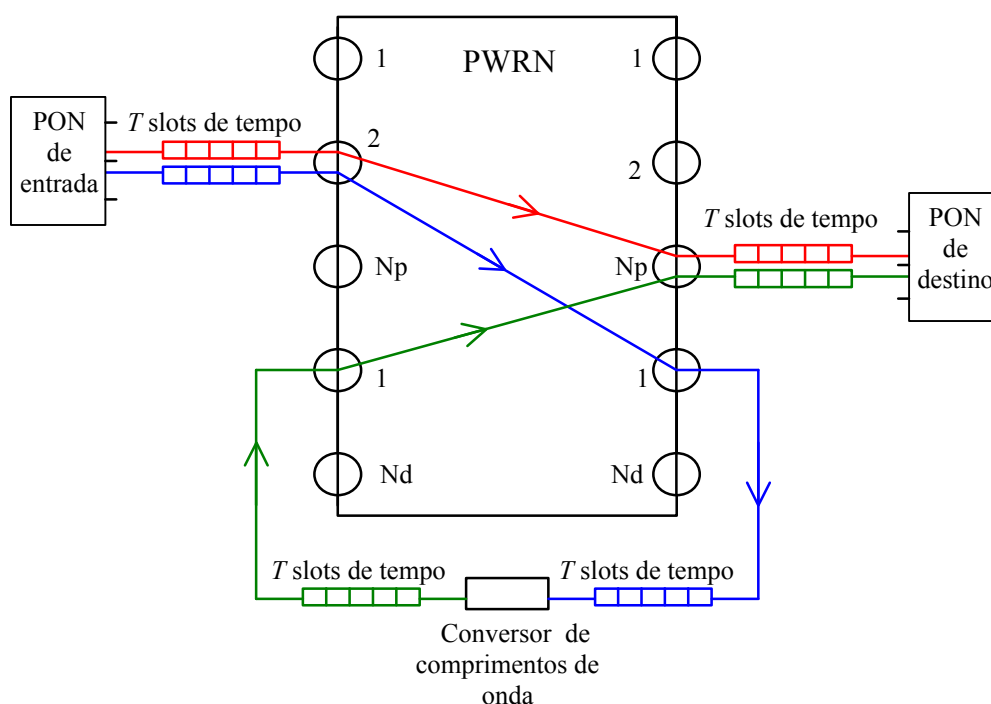 PWRN
1
1
PON
de
entrada
T slots de tempo
2
2
Np
Np
T slots de tempo
PON
de
destino
1
1
Nd
Nd
T slots de tempo
T slots de tempo
Conversor de
comprimentos de
onda